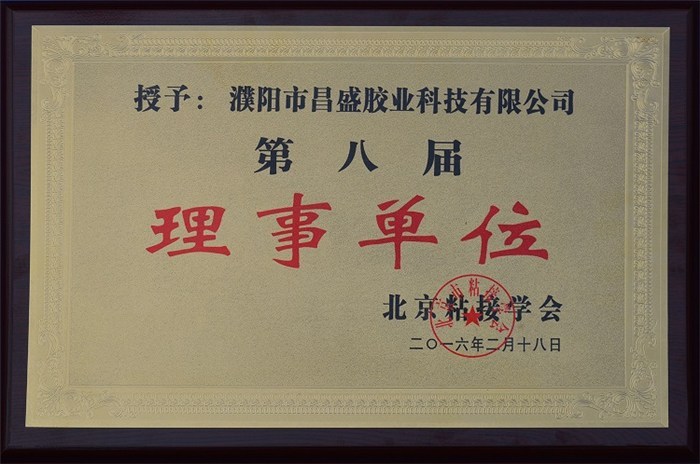 授予：濮阳市昌盛胶业科技有限公司
第八届
理事单位
北京粘接学会
二〇一六年二月十八日